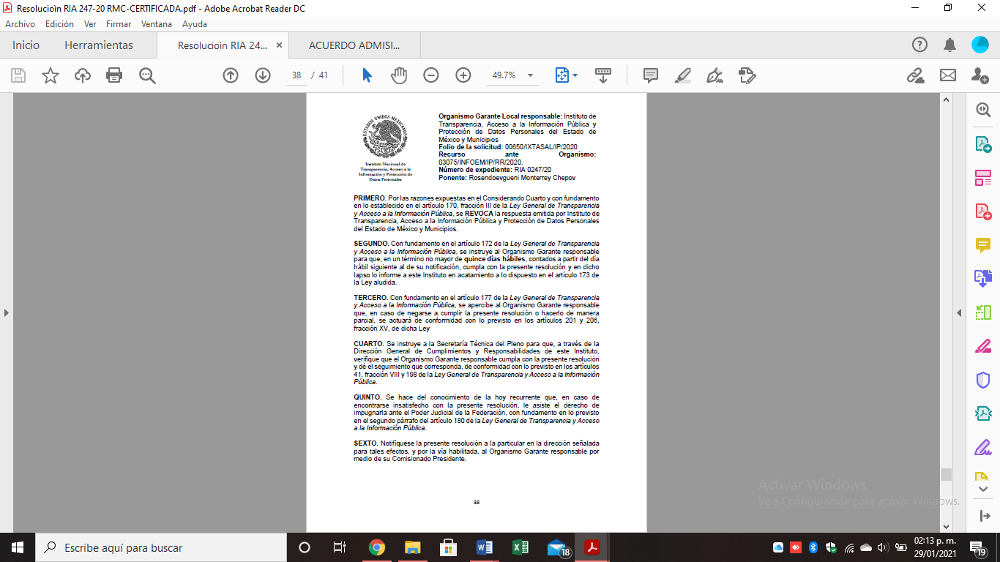 Resolucioìn RIA 247-20 RMC-CERTIFICADA.pdf - Adobe Acrobat Reader DC
Archivo Edición Ver Firmar Ventana Ayuda
Inicio Herramientas Resolucioìn RIA 24... × ACUERDO ADMISI...
38 / 41 49.7%
ESTADOS UNIDOS MEXICANOS
Instituto Nacional de
Transparencia, Acceso a la
Información y Protección de
Datos Personales
Organismo Garante Local responsable: Instituto de
Transparencia, Acceso a la Información Pública y
Protección de Datos Personales del Estado de
México y Municipios
Folio de la solicitud: 00650/IXTASAL/IP/2020
Recurso ante Organismo:
03075/INFOEM/IP/RR/2020.
Número de expediente: RIA 0247/20
Ponente: Rosendoevgueni Monterrey Chepov
PRIMERO. Por las razones expuestas en el Considerando Cuarto y con fundamento
en lo establecido en el artículo 170, fracción III de la Ley General de Transparencia
y Acceso a la Información Pública, se REVOCA la respuesta emitida por Instituto de
Transparencia, Acceso a la Información Pública y Protección de Datos Personales
del Estado de México y Municipios.
SEGUNDO. Con fundamento en el artículo 172 de la Ley General de Transparencia
y Acceso a la Información Pública, se instruye al Organismo Garante responsable
para que, en un término no mayor de quince días hábiles, contados a partir del día
hábil siguiente al de su notificación, cumpla con la presente resolución y en dicho
lapso lo informe a este Instituto en acatamiento a lo dispuesto en el artículo 173 de
la Ley aludida.
TERCERO. Con fundamento en el artículo 177 de la Ley General de Transparencia
y Acceso a la Información Pública, se apercibe al Organismo Garante responsable
que, en caso de negarse a cumplir la presente resolución o hacerlo de manera
parcial, se actuará de conformidad con lo previsto en los artículos 201 y 206,
fracción XV, de dicha Ley
CUARTO. Se instruye a la Secretaría Técnica del Pleno para que, a través de la
Dirección General de Cumplimientos y Responsabilidades de este Instituto,
verifique que el Organismo Garante responsable cumpla con la presente resolución
y dé el seguimiento que corresponda, de conformidad con lo previsto en los artículos
41, fracción VIII y 198 de la Ley General de Transparencia y Acceso a la Información
Pública.
QUINTO. Se hace del conocimiento de la hoy recurrente que, en caso de
encontrarse insatisfecho con la presente resolución, le asiste el derecho de
impugnarla ante el Poder Judicial de la Federación, con fundamento en lo previsto
en el segundo párrafo del artículo 180 de la Ley General de Transparencia y Acceso
a la Información Pública.
SEXTO. Notifíquese la presente resolución a la particular en la dirección señalada
para tales efectos, y por la vía habilitada, al Organismo Garante responsable por
medio de su Comisionado Presidente.
38
Activar Windows
Ve a Configuración para activar Windows.
Escribe aquí para buscar
18
02:13 p. m.
29/01/2021
19